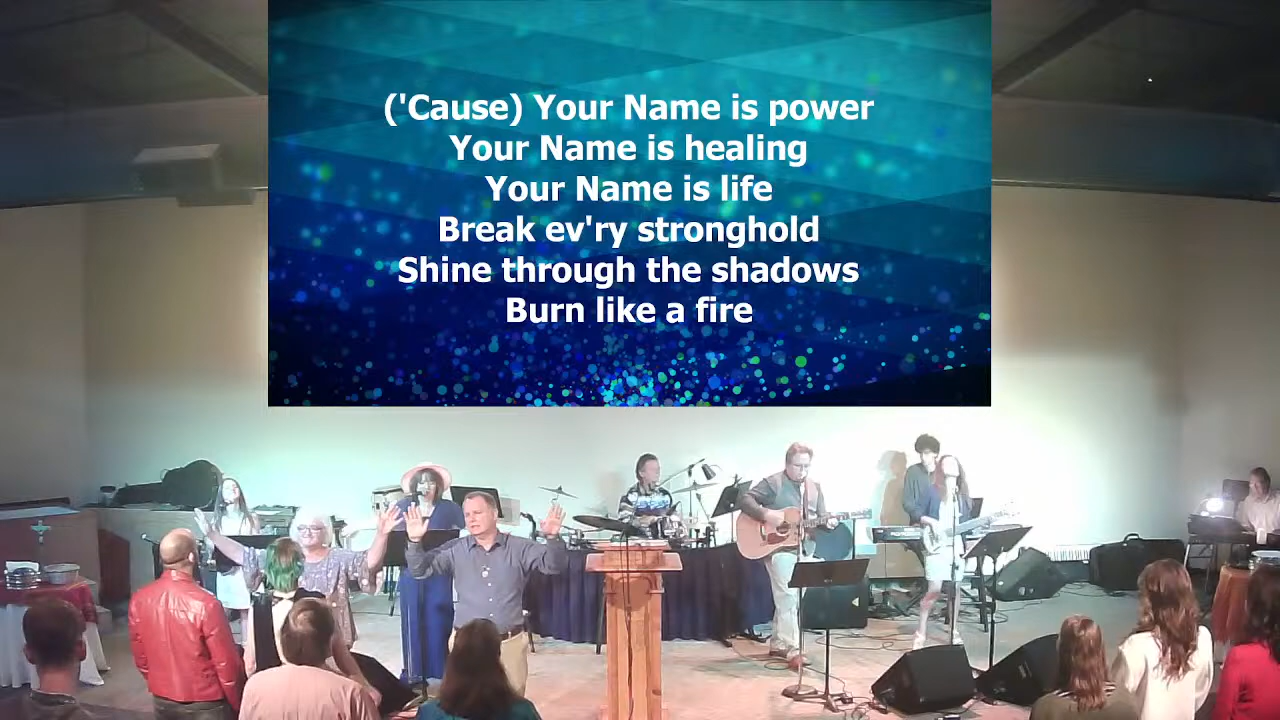 ('Cause) Your Name is power
Your Name is healing
Your Name is life
Break ev'ry stronghold
Shine through the shadows
Burn like a fire